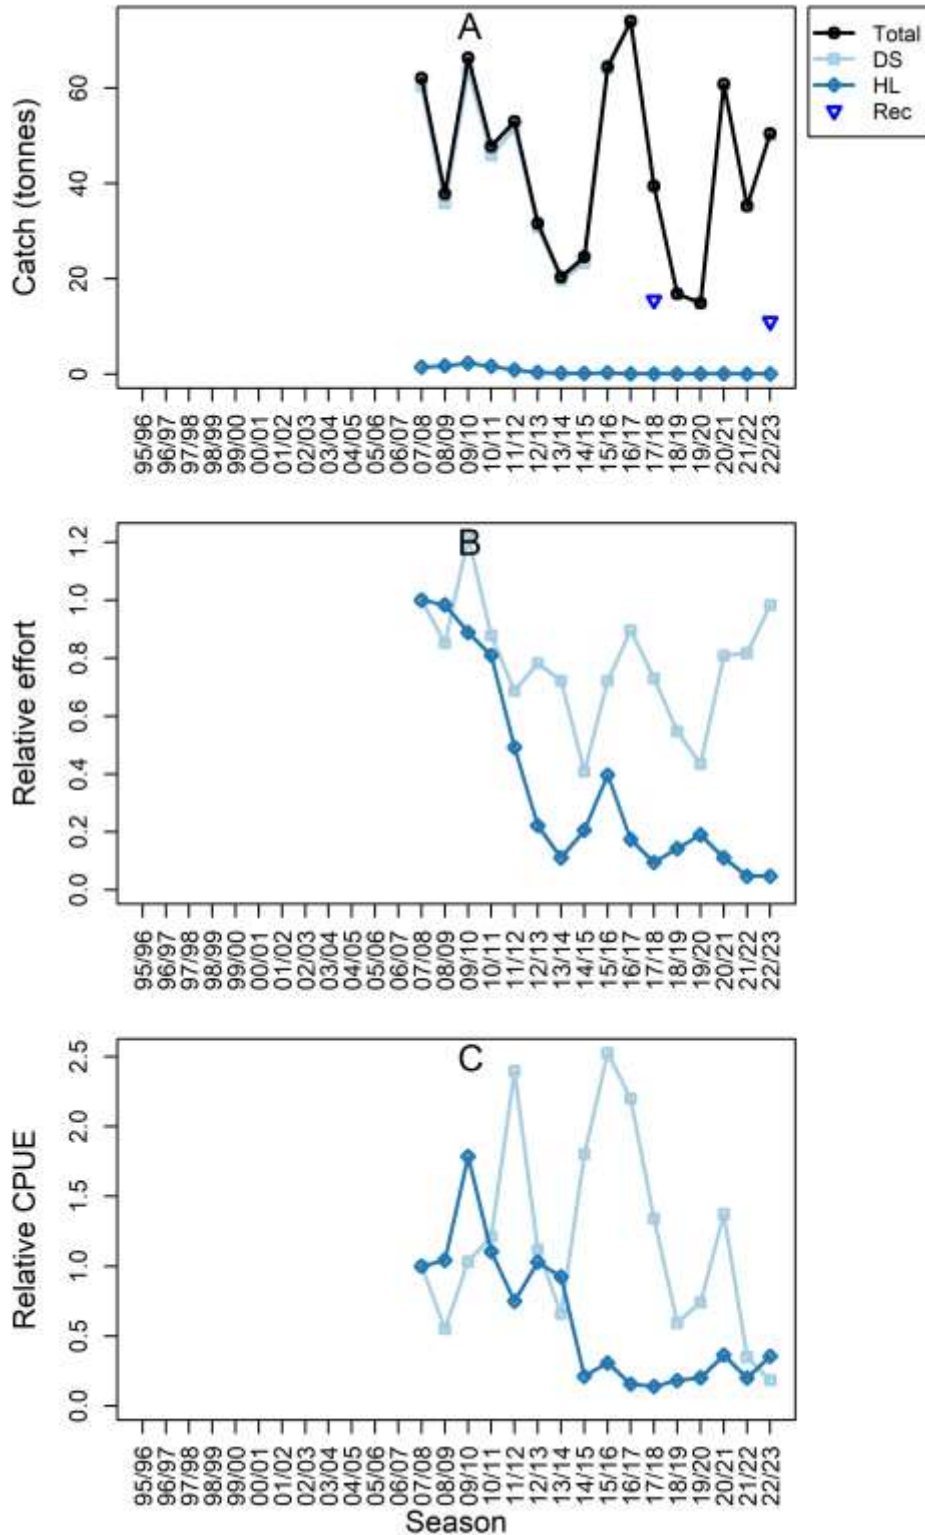 A
Total
DS
HL
Rec
Catch (tonnes)
60
40
20
0
95/96 96/97 97/98 98/99 99/00 00/01 01/02 02/03 03/04 04/05 05/06 06/07 07/08 08/09 09/10 10/11 11/12 12/13 13/14 14/15 15/16 16/17 17/18 18/19 19/20 20/21 21/22 22/23
B
Relative effort
1.2
1.0
0.8
0.6
0.4
0.2
0.0
95/96 96/97 97/98 98/99 99/00 00/01 01/02 02/03 03/04 04/05 05/06 06/07 07/08 08/09 09/10 10/11 11/12 12/13 13/14 14/15 15/16 16/17 17/18 18/19 19/20 20/21 21/22 22/23
C
Relative CPUE
2.5
2.0
1.5
1.0
0.5
0.0
95/96 96/97 97/98 98/99 99/00 00/01 01/02 02/03 03/04 04/05 05/06 06/07 07/08 08/09 09/10 10/11 11/12 12/13 13/14 14/15 15/16 16/17 17/18 18/19 19/20 20/21 21/22 22/23
Season